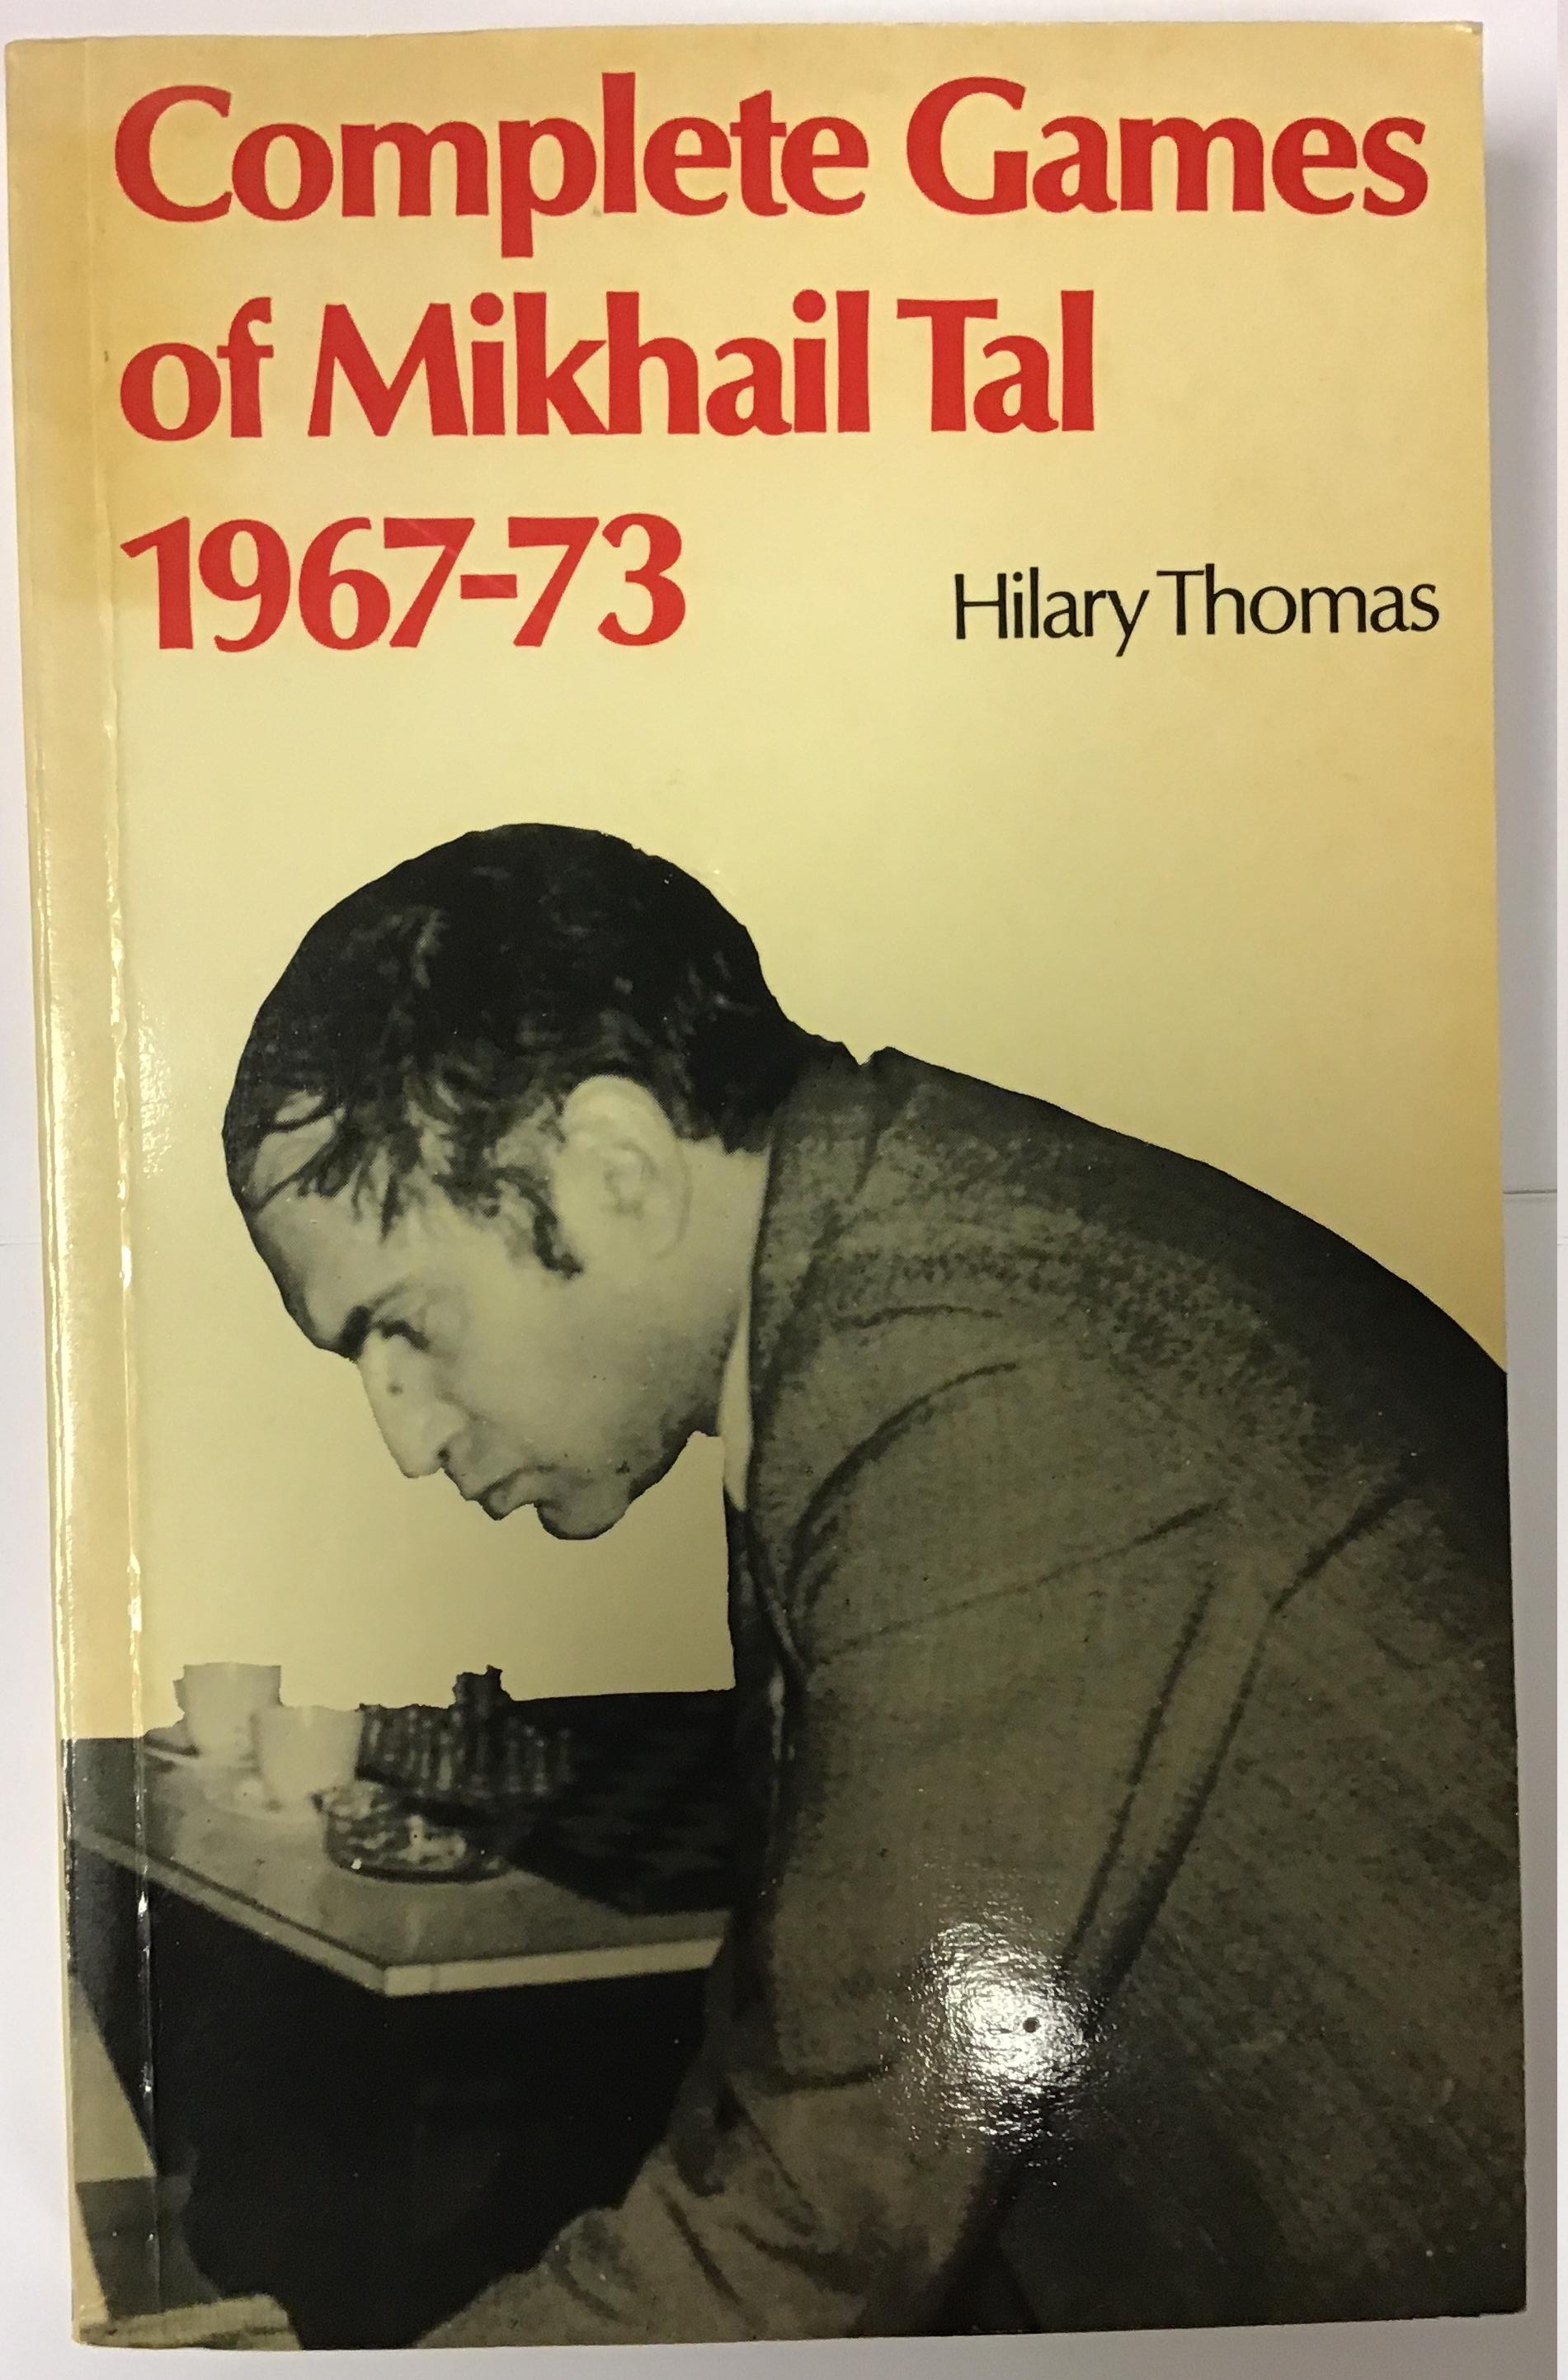 Complete Games
of Mikhail Tal
1967-73
Hilary Thomas